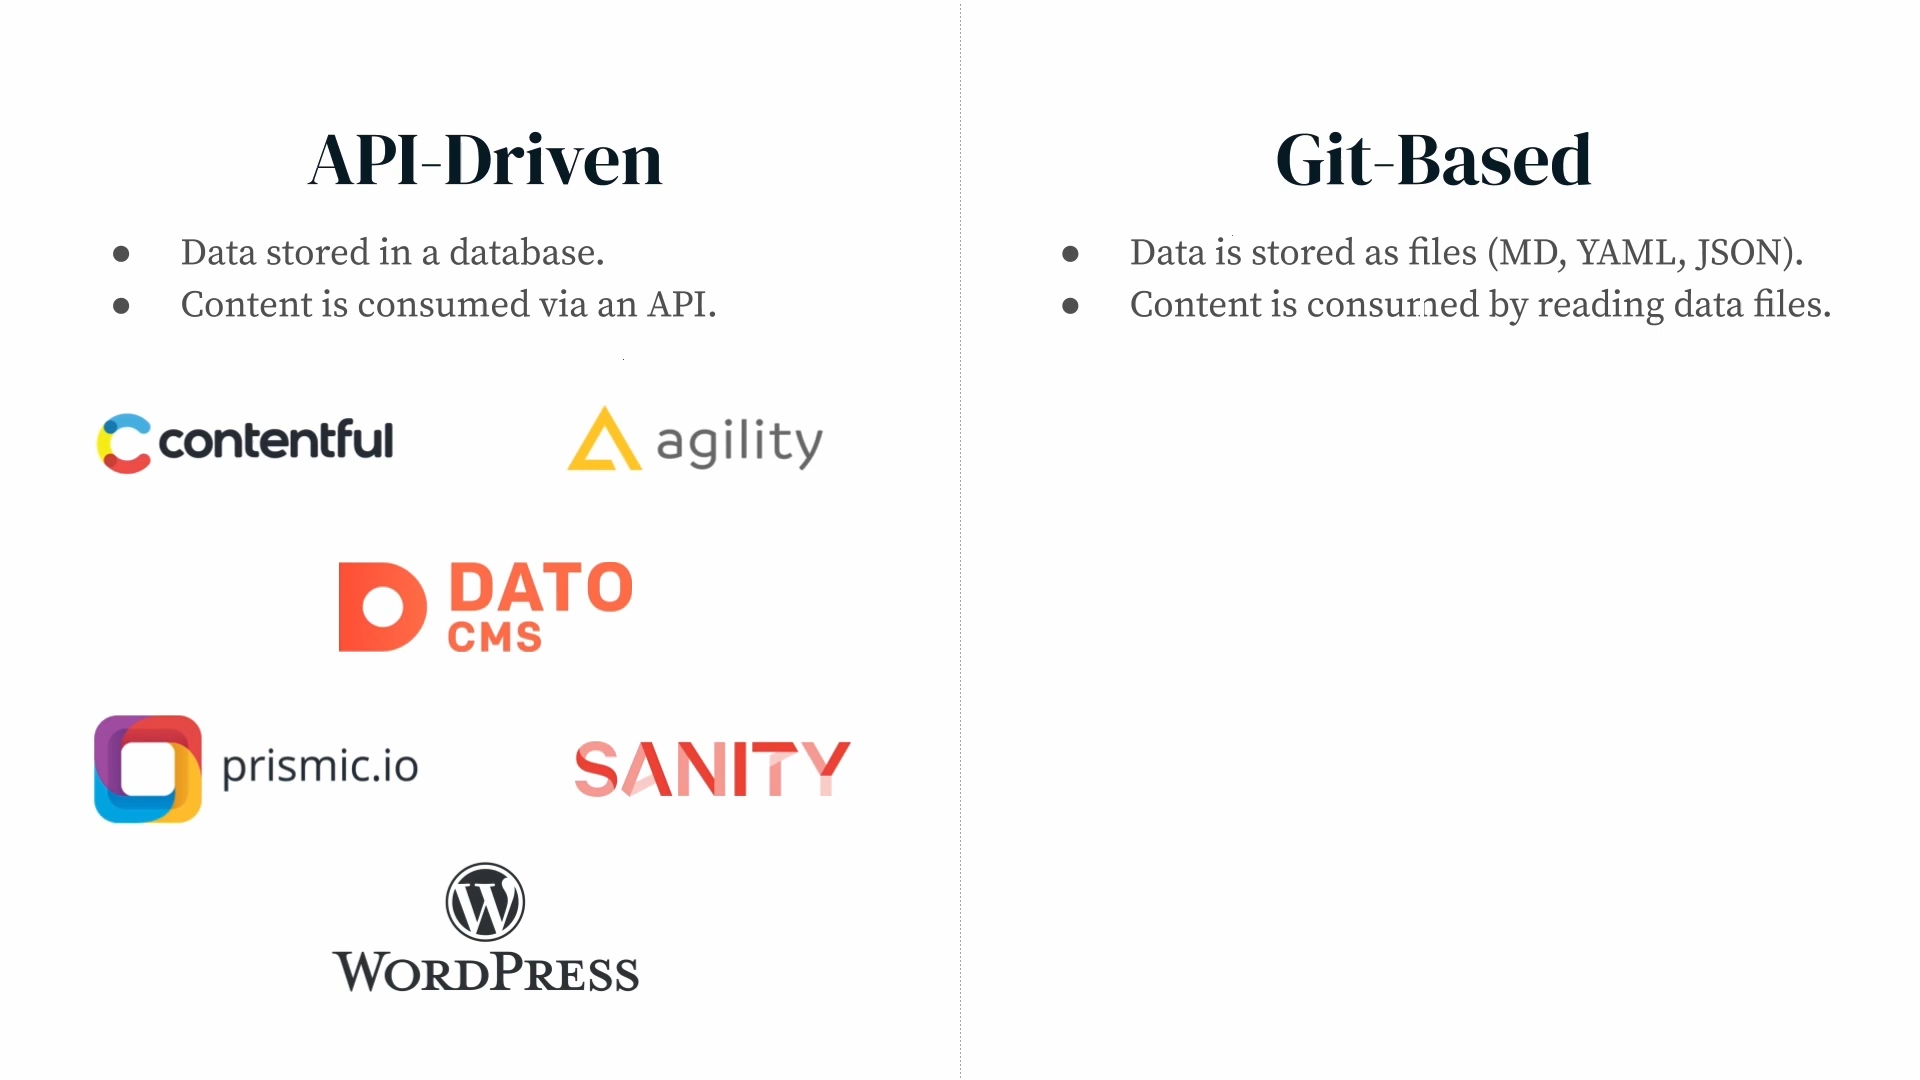 API-Driven
● Data stored in a database.
● Content is consumed via an API.
contentful
agility
DATO
CMS
prismic.io
SANITY
WORDPRESS
Git-Based
● Data is stored as files (MD, YAML, JSON).
● Content is consumed by reading data files.